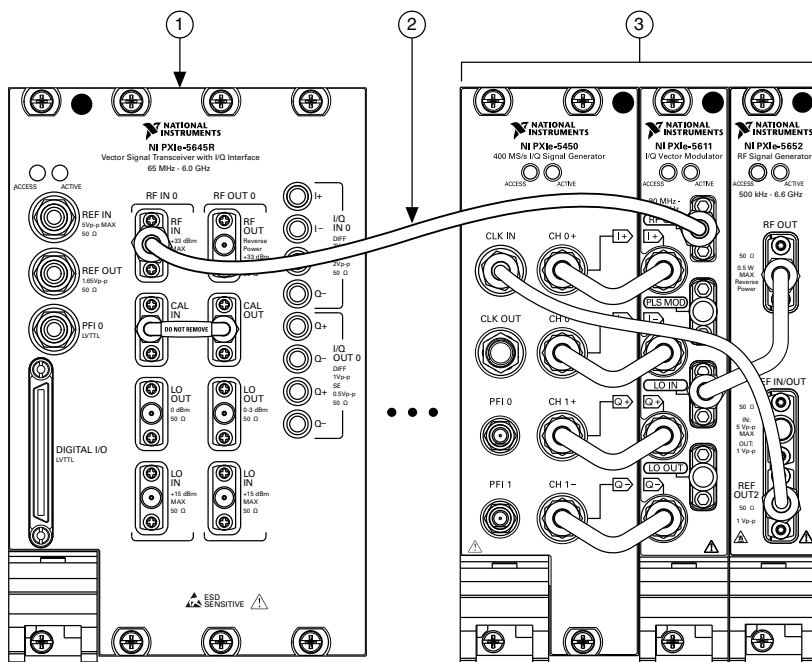 1
2
3
NATIONAL INSTRUMENTS
NI PXIe-5645R
Vector Signal Transceiver with I/Q Interface
65 MHz - 6.0 GHz
ACCESS
ACTIVE
REF IN
5Vp-p MAX
50 Ω
REF OUT
1.65Vp-p
50 Ω
PFI 0
LVTTL
DIGITAL I/O
LVTTL
RF IN 0
RF IN
+33 dBm
MAX
CAL IN
DO NOT REMOVE
LO OUT
0 dBm
50 Ω
LO IN
+15 dBm
MAX
50 Ω
RF OUT 0
RF OUT
Reverse
Power
+33 dBm
CAL OUT
LO OUT
0-3 dBm
50 Ω
LO IN
+15 dBm
MAX
50 Ω
I+
I–
Q–
I/Q IN 0
DIFF
2Vp-p
50 Ω
Q+
Q–
Q+
Q–
I/Q OUT 0
DIFF
1Vp-p
SE
0.5Vp-p
50 Ω
ESD SENSITIVE
NATIONAL INSTRUMENTS
NI PXIe-5450
400 MS/s I/Q Signal Generator
ACCESS
ACTIVE
CLK IN
CH 0+
I+
CLK OUT
CH 0
PFI 0
CH 1+
Q+
PFI 1
CH 1–
Q–
NATIONAL INSTRUMENTS
NI PXIe-5611
I/Q Vector Modulator
ACCESS
ACTIVE
MHz -
I+
PLS MOD
I–
LO IN
Q+
LO OUT
Q–
NATIONAL INSTRUMENTS
NI PXIe-5652
RF Signal Generator
ACCESS
ACTIVE
500 kHz - 6.6 GHz
RF OUT
50 Ω
0.5 W
MAX
Reverse
Power
IN/OUT
50 Ω
IN:
5 Vp-p
MAX
OUT:
1 Vp-p
REF OUT2
50 Ω
1 Vp-p